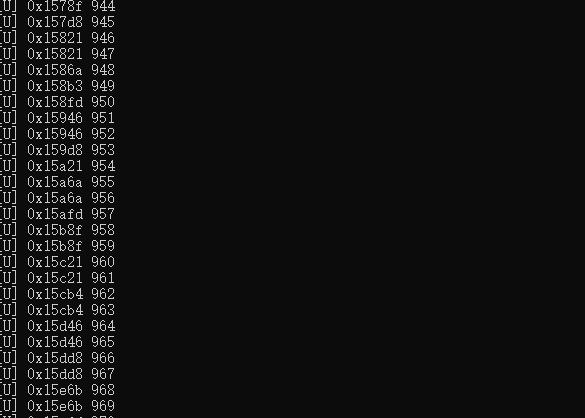 [U] 0x1578f 944
[U] 0x157d8 945
[U] 0x15821 946
[U] 0x15821 947
[U] 0x1586a 948
[U] 0x158b3 949
[U] 0x158fd 950
[U] 0x15946 951
[U] 0x15946 952
[U] 0x159d8 953
[U] 0x15a21 954
[U] 0x15a6a 955
[U] 0x15a6a 956
[U] 0x15afd 957
[U] 0x15b8f 958
[U] 0x15b8f 959
[U] 0x15c21 960
[U] 0x15c21 961
[U] 0x15cb4 962
[U] 0x15cb4 963
[U] 0x15d46 964
[U] 0x15d46 965
[U] 0x15dd8 966
[U] 0x15dd8 967
[U] 0x15e6b 968
[U] 0x15e6b 969